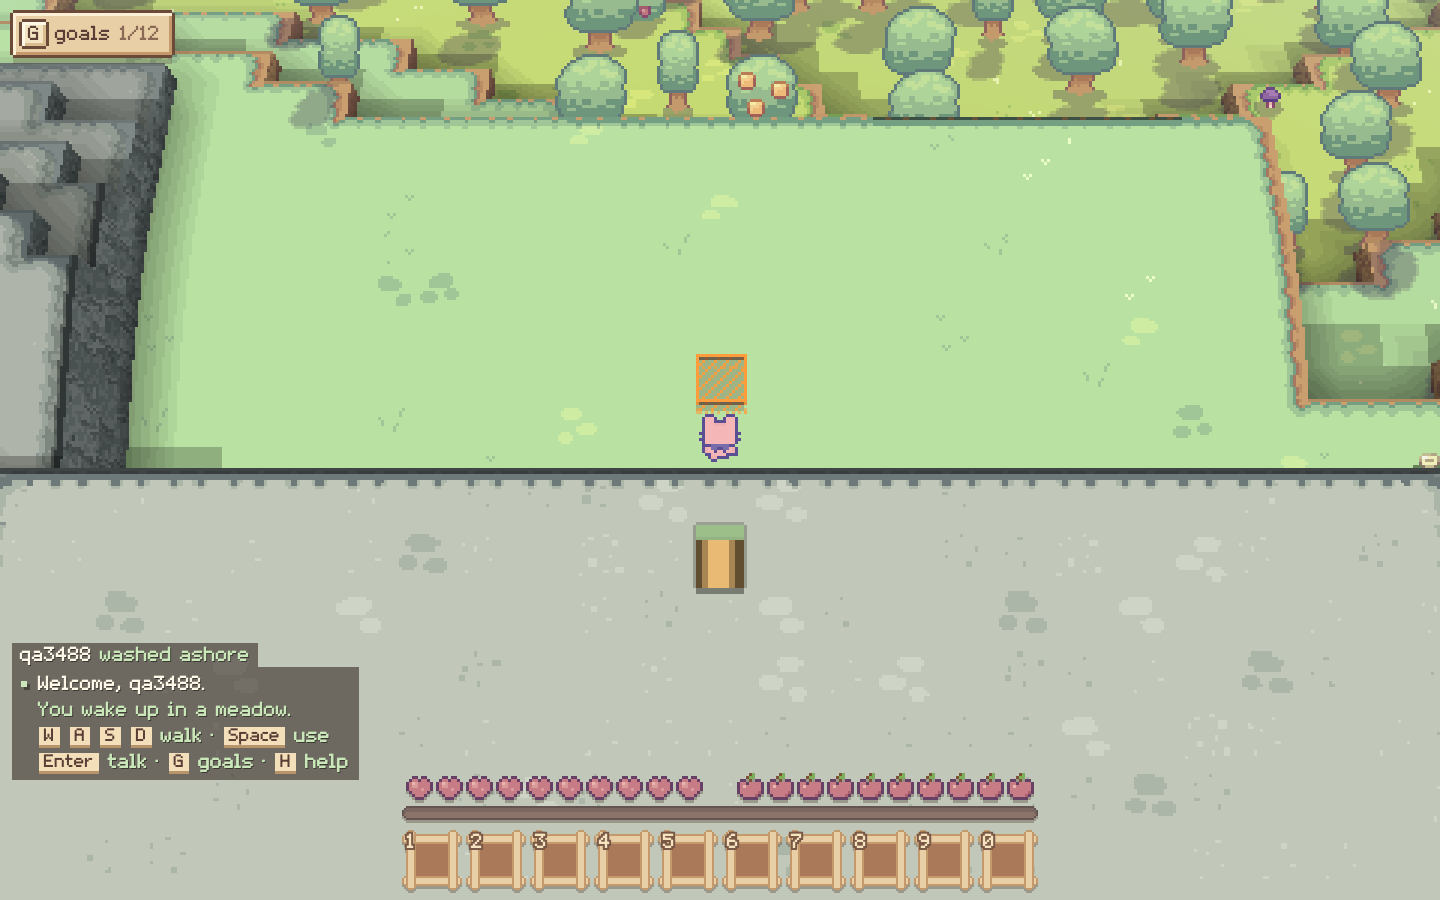 G goals 1/12
qa3488 washed ashore
Welcome, qa3488.
You wake up in a meadow.
W A S D walk · Space use
Enter talk · G goals · H help
1 2 3 4 5 6 7 8 9 0